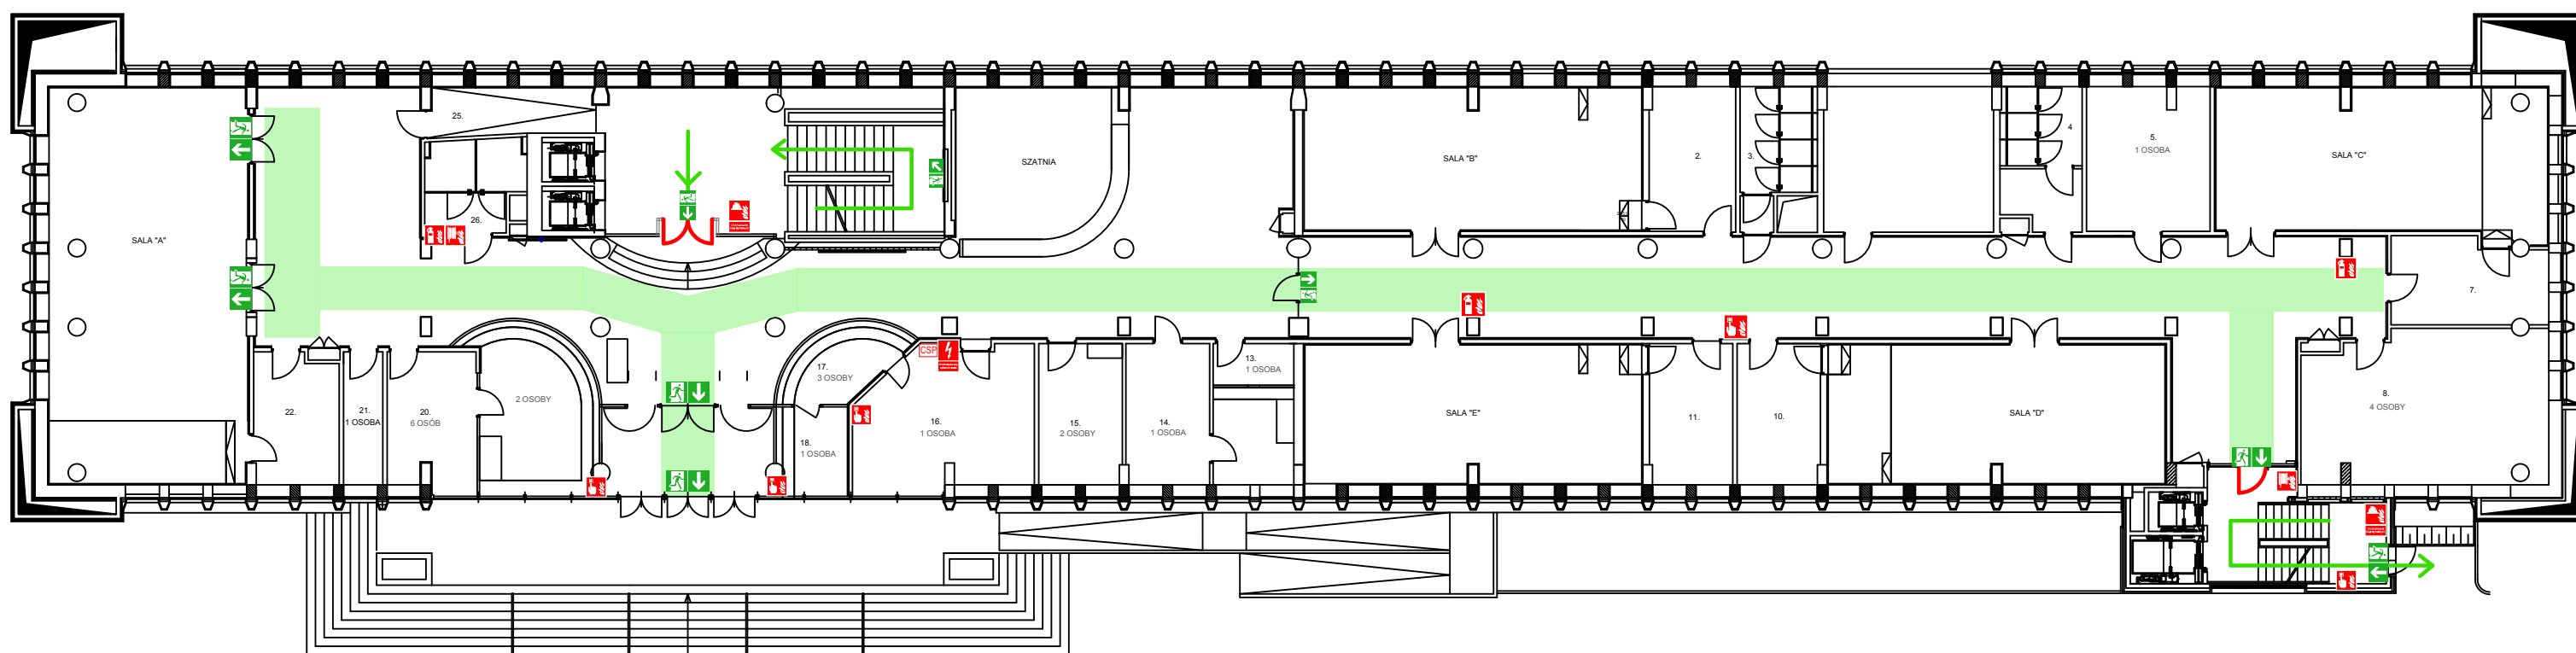 25.
SZATNIA
SALA "B"
2.
3.
4
5.
1 OSOBA
SALA "C"
SALA "A"
26.
7.
CSP
13.
1 OSOBA
17.
3 OSOBY
22.
21.
1 OSOBA
20.
6 OSÓB
2 OSOBY
18.
1 OSOBA
16.
1 OSOBA
15.
2 OSOBY
14.
1 OSOBA
SALA "E"
11.
10.
SALA "D"
8.
4 OSOBY